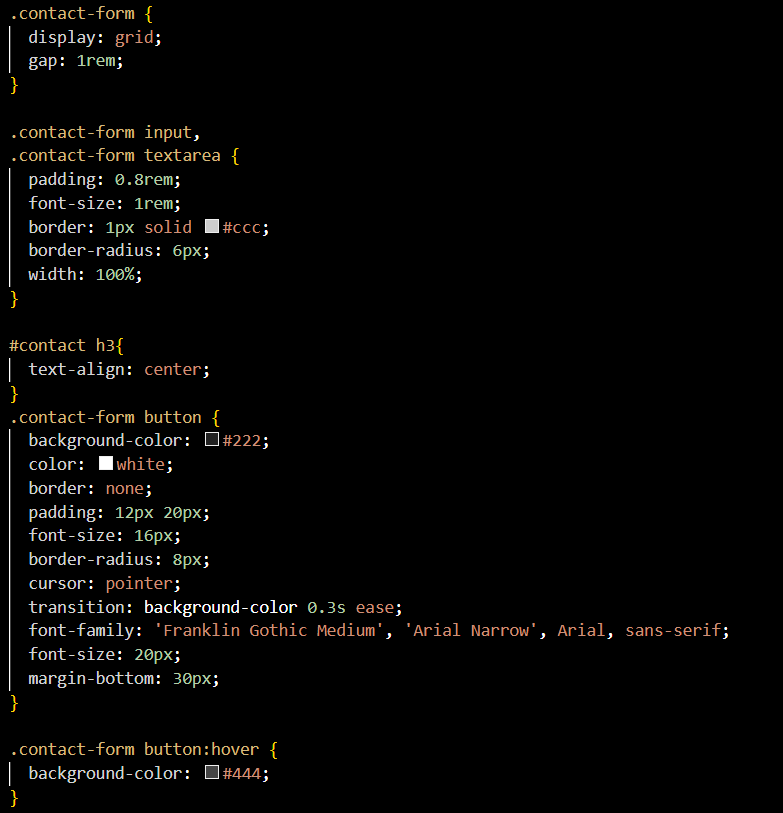 .contact-form {
  display: grid;
  gap: 1rem;
}

.contact-form input,
.contact-form textarea {
  padding: 0.8rem;
  font-size: 1rem;
  border: 1px solid #ccc;
  border-radius: 6px;
  width: 100%;
}

#contact h3{
  text-align: center;
}
.contact-form button {
  background-color: #222;
  color: white;
  border: none;
  padding: 12px 20px;
  font-size: 16px;
  border-radius: 8px;
  cursor: pointer;
  transition: background-color 0.3s ease;
  font-family: 'Franklin Gothic Medium', 'Arial Narrow', Arial, sans-serif;
  font-size: 20px;
  margin-bottom: 30px;
}

.contact-form button:hover {
  background-color: #444;
}